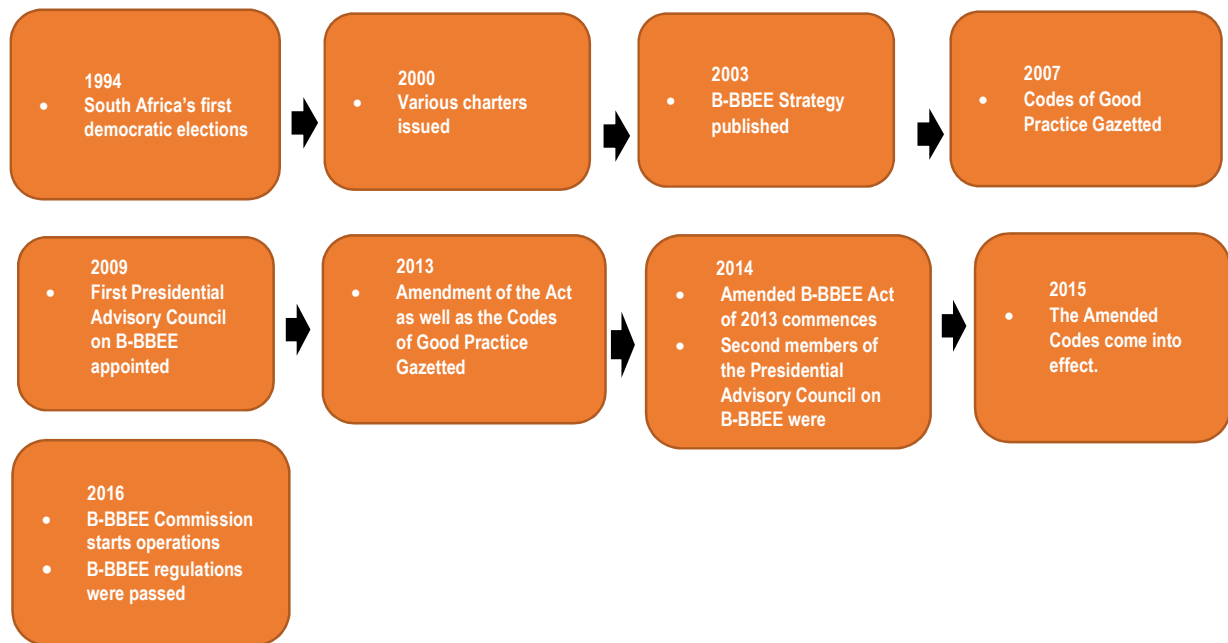 1994
• South Africa's first
democratic elections
2000
• Various charters
issued
2003
• B-BBEE Strategy
published
2007
• Codes of Good
Practice Gazetted
2009
• First Presidential
Advisory Council
on B-BBEE
appointed
2013
• Amendment of the Act
as well as the Codes
of Good Practice
Gazetted
2014
• Amended B-BBEE Act
of 2013 commences
• Second members of
the Presidential
Advisory Council on
B-BBEE were
2015
• The Amended
Codes come into
effect.
2016
• B-BBEE Commission
starts operations
• B-BBEE regulations
were passed